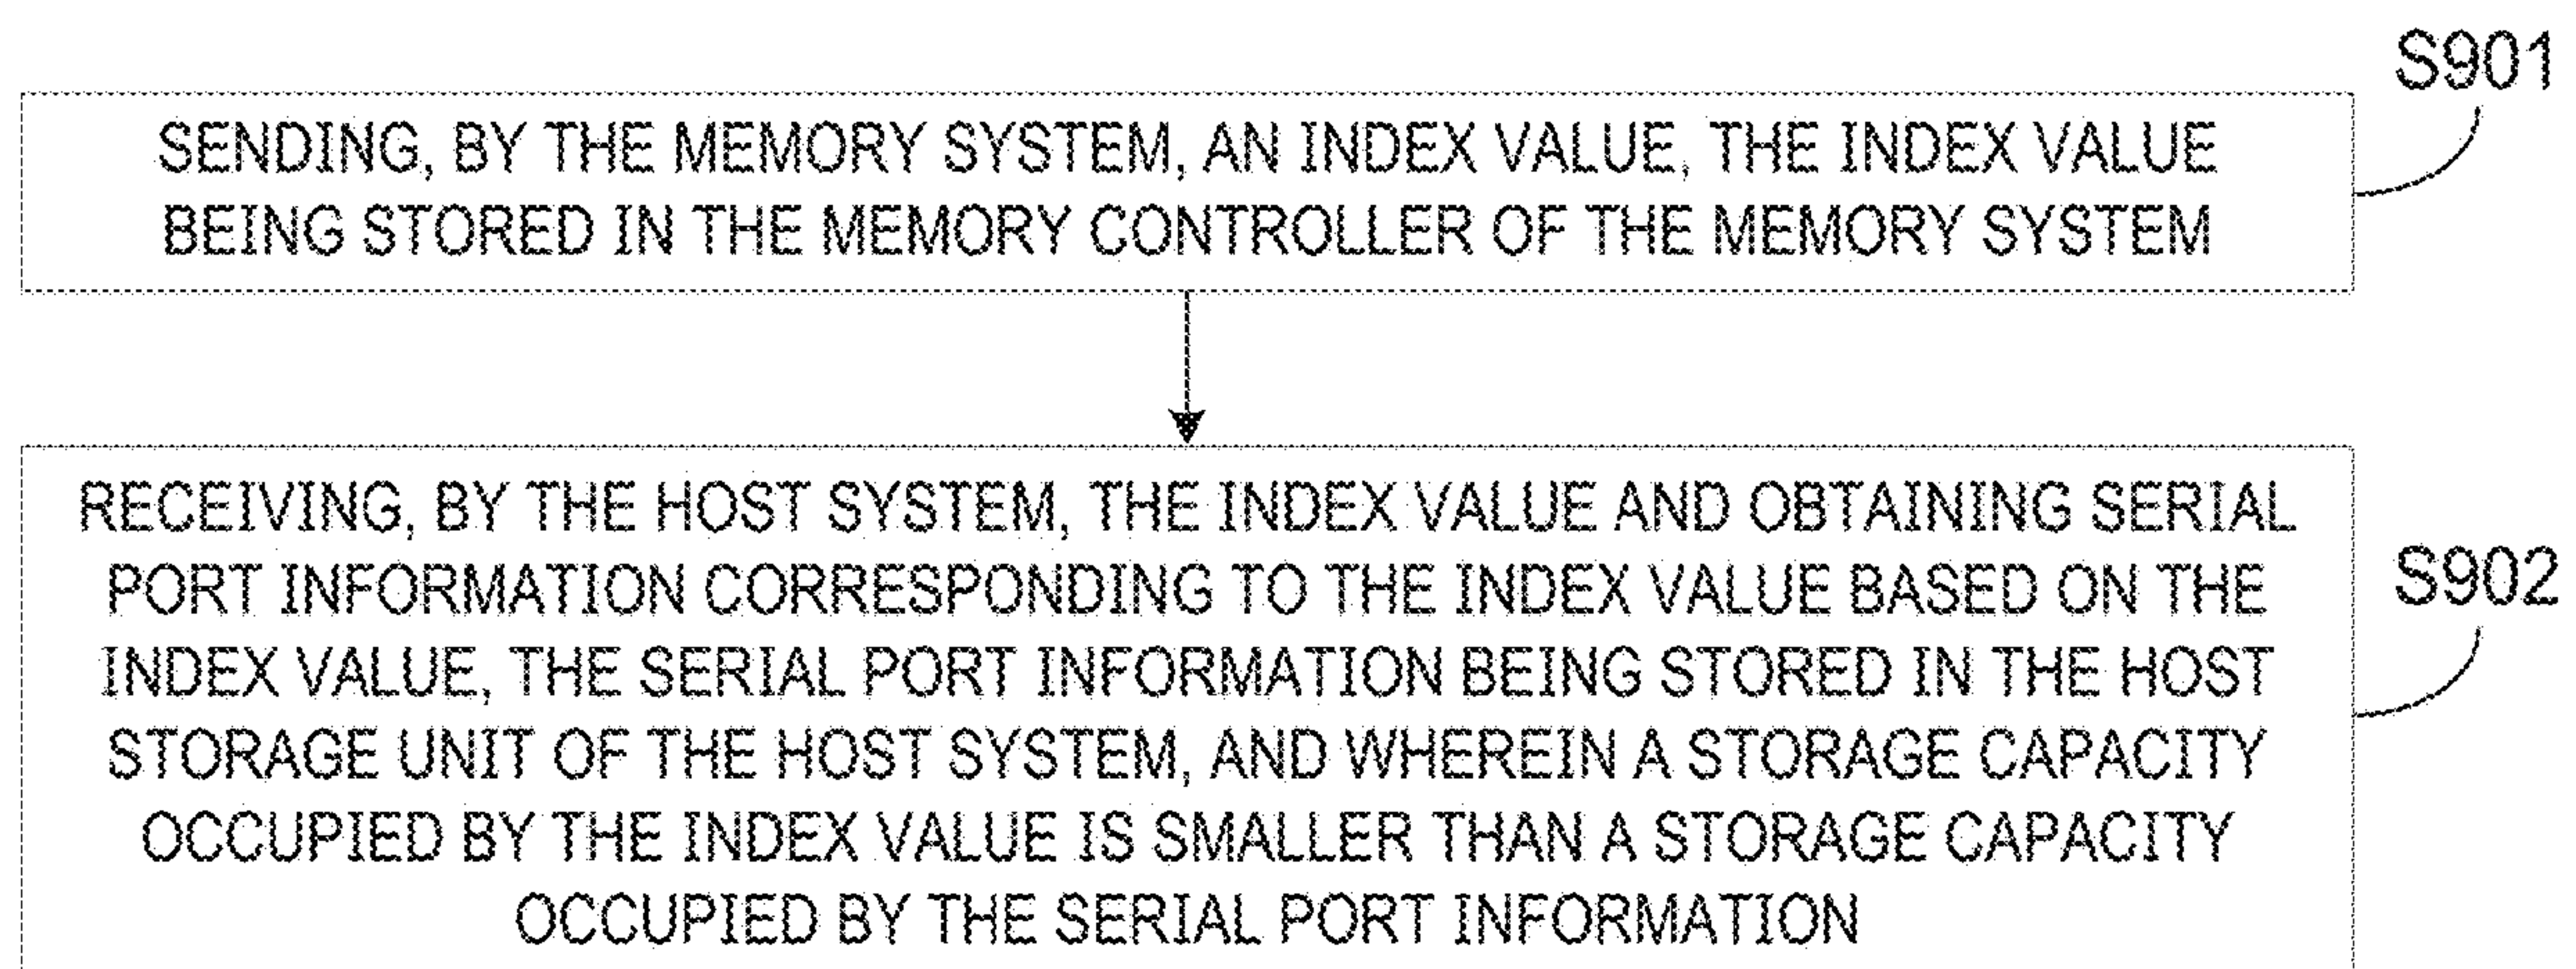 S901
SENDING, BY THE MEMORY SYSTEM, AN INDEX VALUE, THE INDEX VALUE
BEING STORED IN THE MEMORY CONTROLLER OF THE MEMORY SYSTEM
RECEIVING, BY THE HOST SYSTEM, THE INDEX VALUE AND OBTAINING SERIAL
PORT INFORMATION CORRESPONDING TO THE INDEX VALUE BASED ON THE
S902
INDEX VALUE, THE SERIAL PORT INFORMATION BEING STORED IN THE HOST
STORAGE UNIT OF THE HOST SYSTEM, AND WHEREIN A STORAGE CAPACITY
OCCUPIED BY THE INDEX VALUE IS SMALLER THAN A STORAGE CAPACITY
OCCUPIED BY THE SERIAL PORT INFORMATION